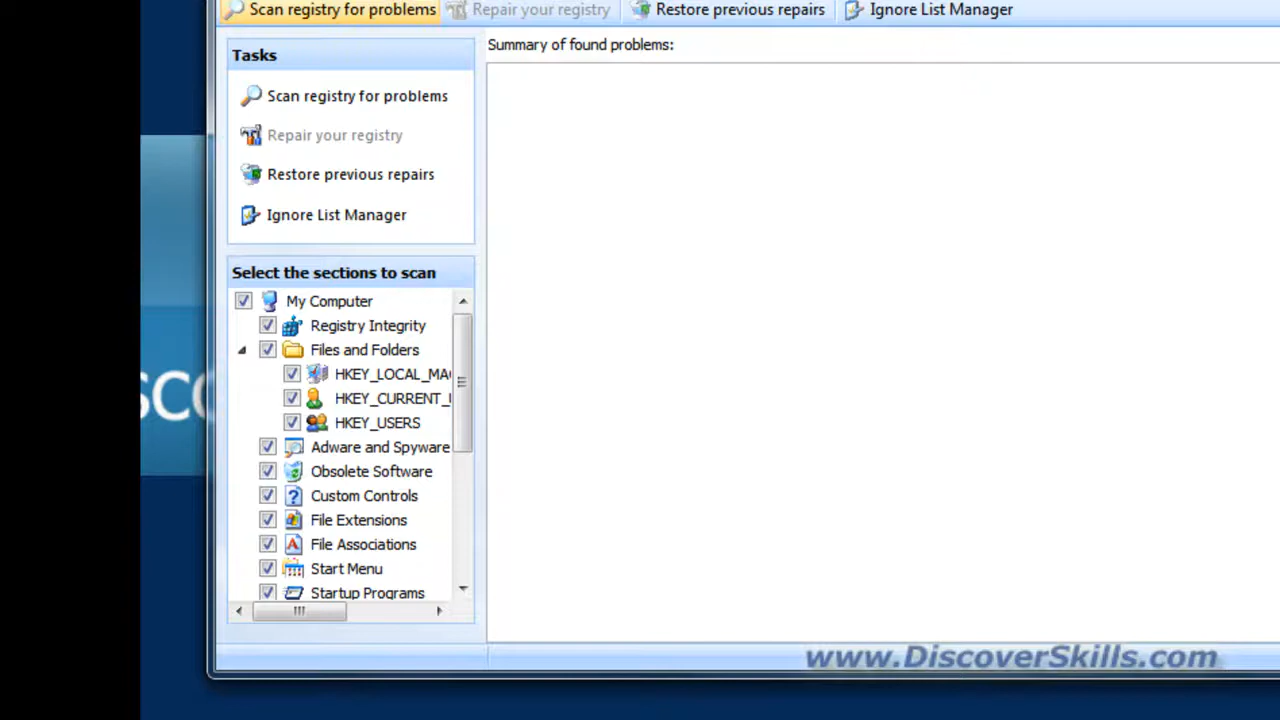 Scan registry for problems Repair your registry Restore previous repairs Ignore List Manager
Tasks
Scan registry for problems
Repair your registry
Restore previous repairs
Ignore List Manager
Select the sections to scan
My Computer
Registry Integrity
Files and Folders
HKEY_LOCAL_MAC
HKEY_CURRENT_U
HKEY_USERS
Adware and Spyware
Obsolete Software
Custom Controls
File Extensions
File Associations
Start Menu
Startup Programs
Summary of found problems:
SCO
www.DiscoverSkills.com